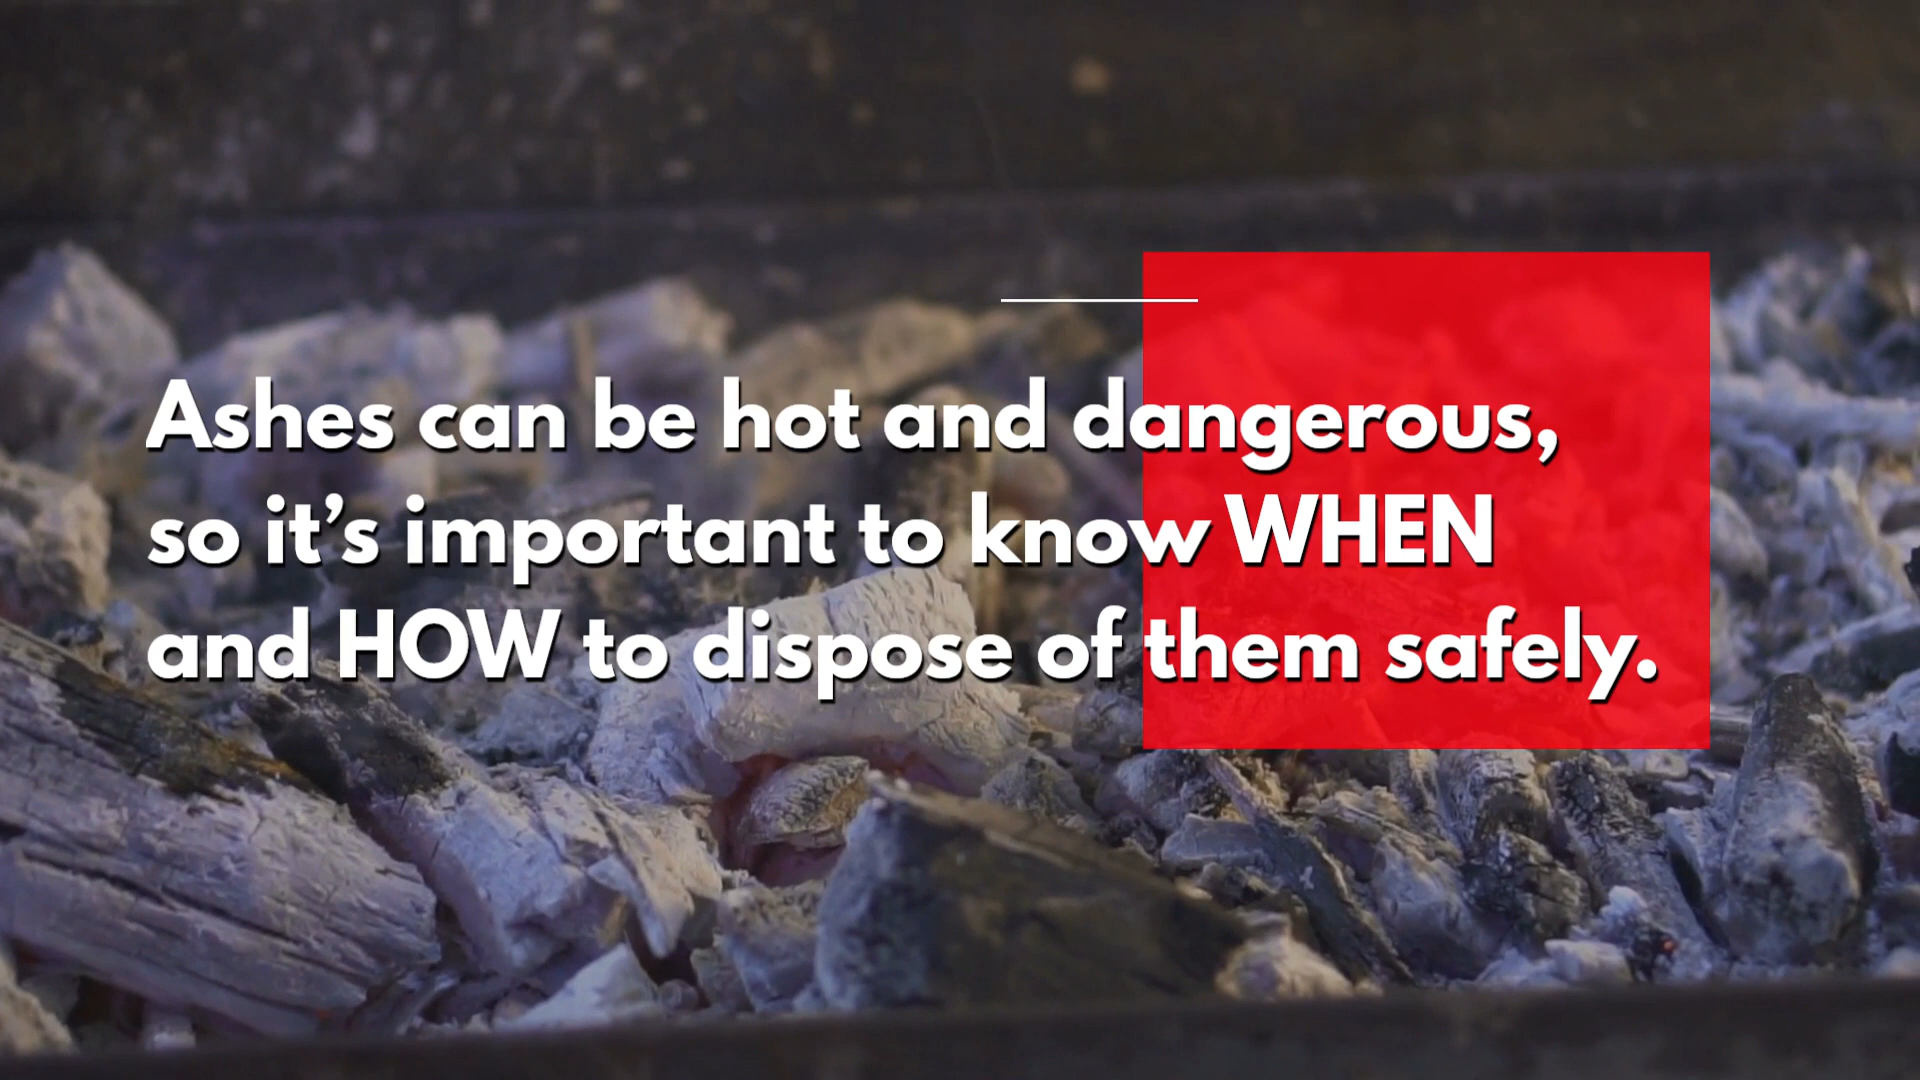 Ashes can be hot and dangerous,
so it’s important to know WHEN
and HOW to dispose of them safely.